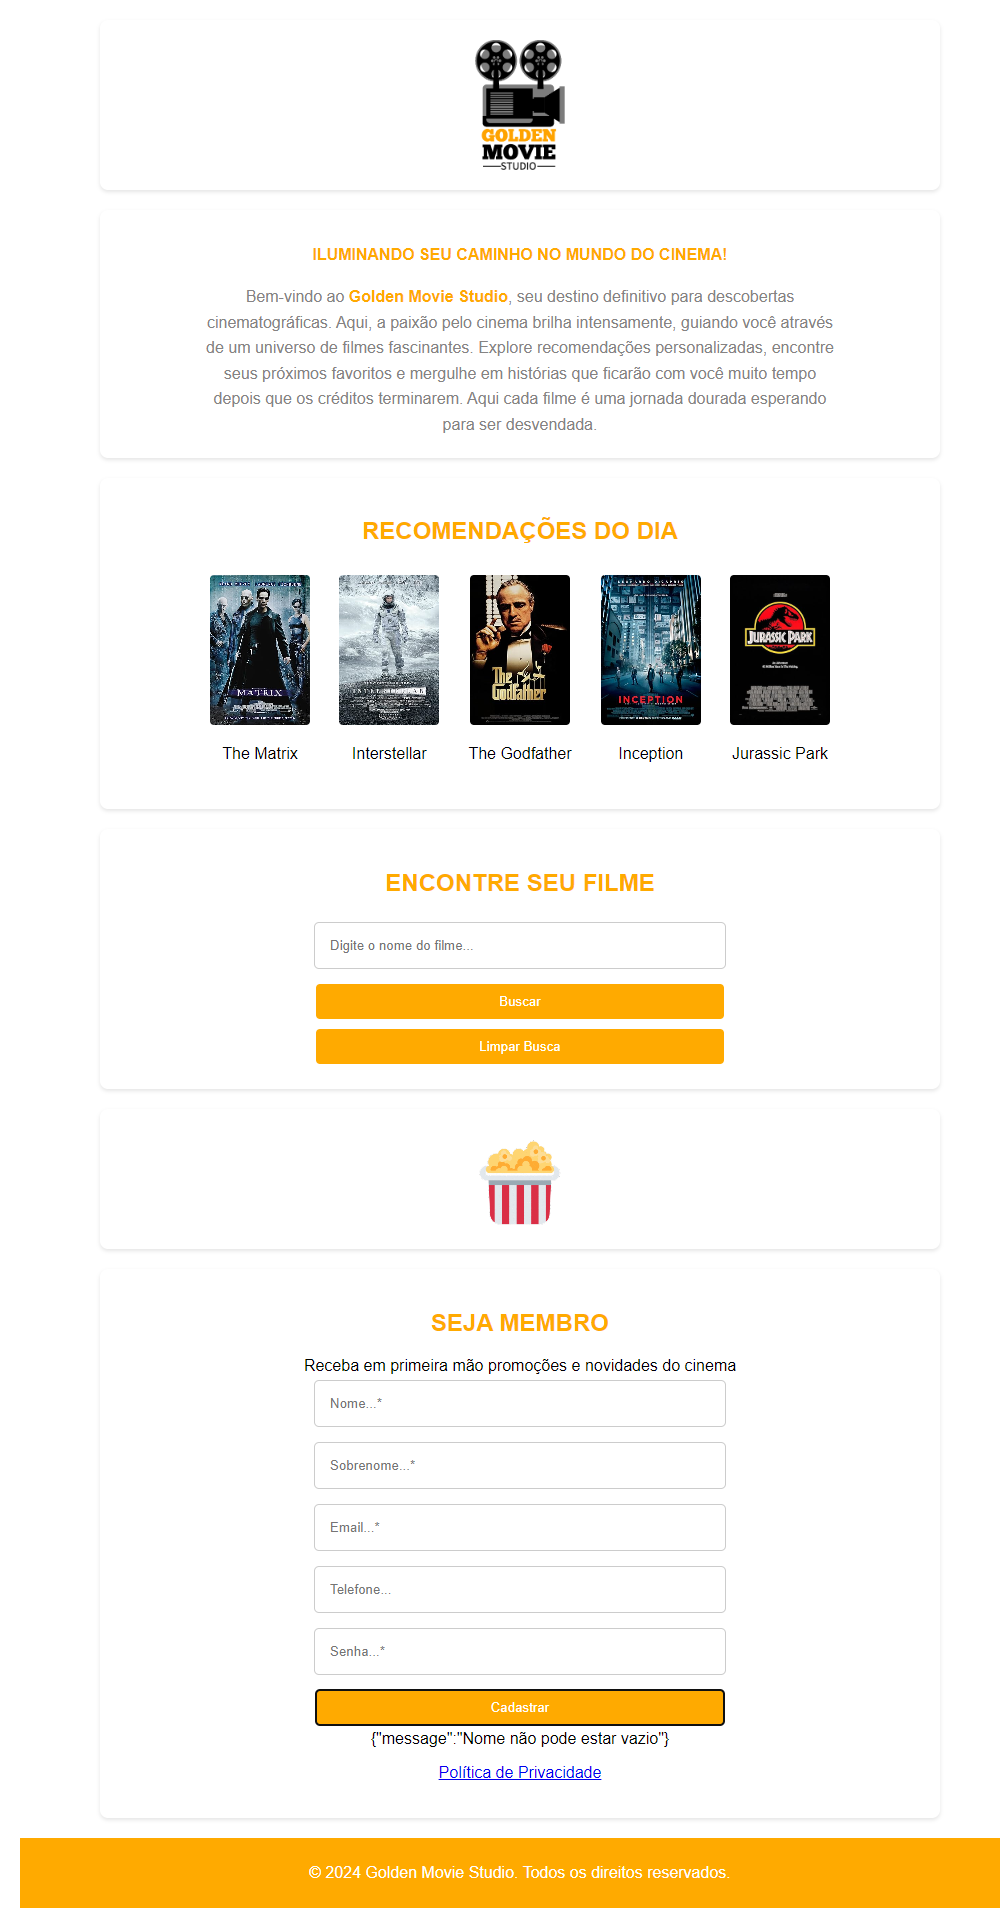 GOLDEN
MOVIE
STUDIO
ILUMINANDO SEU CAMINHO NO MUNDO DO CINEMA!
Bem-vindo ao Golden Movie Studio, seu destino definitivo para descobertas
cinematográficas. Aqui, a paixão pelo cinema brilha intensamente, guiando você através
de um universo de filmes fascinantes. Explore recomendações personalizadas, encontre
seus próximos favoritos e mergulhe em histórias que ficarão com você muito tempo
depois que os créditos terminarem. Aqui cada filme é uma jornada dourada esperando
para ser desvendada.
RECOMENDAÇÕES DO DIA
MATRIX
INTERSTELLAR
The
Godfather
INCEPTION
JURASSIC PARK
The Matrix
Interstellar
The Godfather
Inception
Jurassic Park
ENCONTRE SEU FILME
Digite o nome do filme...
Buscar
Limpar Busca
SEJA MEMBRO
Receba em primeira mão promoções e novidades do cinema
Nome...*
Sobrenome...*
Email...*
Telefone...
Senha...*
Cadastrar
{"message":"Nome não pode estar vazio"}
Política de Privacidade
© 2024 Golden Movie Studio. Todos os direitos reservados.